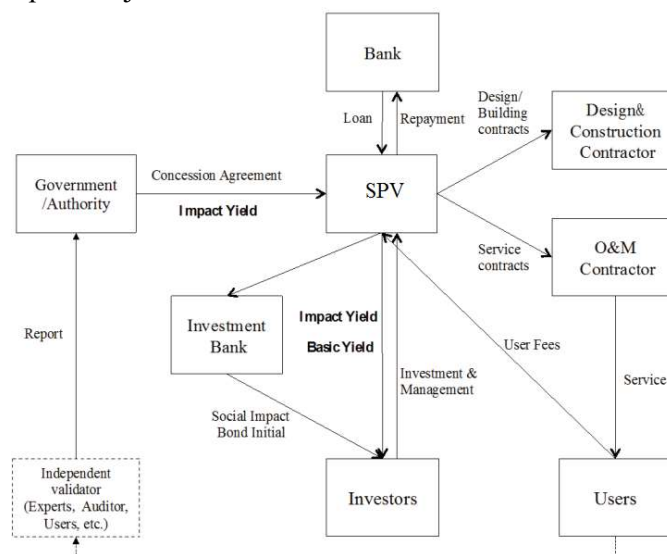 Bank
Design/
Building
contracts
Design&
Construction
Contractor
Loan
Repayment
Government
/Authority
Concession Agreement
Impact Yield
SPV
Service
contracts
O&M
Contractor
Investment
Bank
Impact Yield
Basic Yield
User Fees
Report
Investment &
Management
Service
Social Impact
Bond Initial
Independent
validator
(Experts, Auditor,
Users, etc.)
Investors
Users